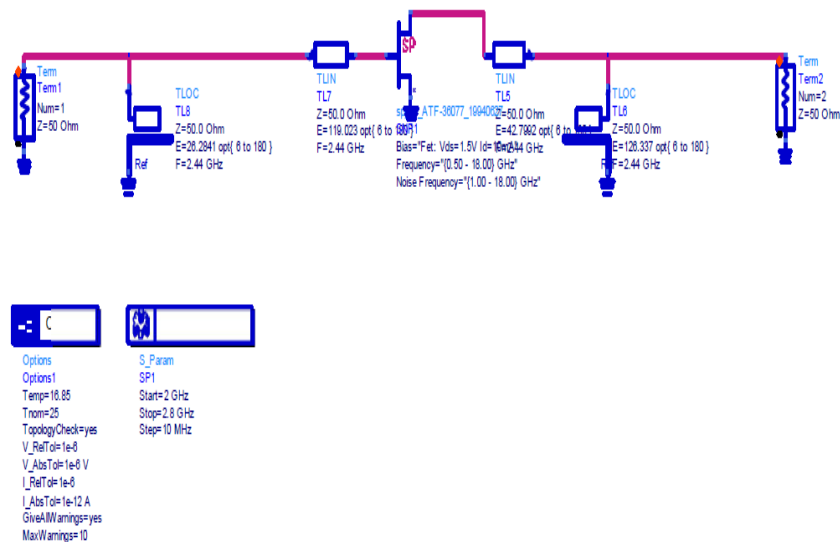 Term
Term1
Num=1
Z=50 Ohm
TLOC
TL8
Z=50.0 Ohm
E=26.2841 opt{ 6 to 180 }
F=2.44 GHz
Ref
TLIN
TL7
Z=50.0 Ohm
E=119.023 opt{ 6 to
F=2.44 GHz
SP
ATF-36077_199406
Bias="Fet: Vds=1.5V Id=
Frequency="{0.50 - 18.00} GHz"
Noise Frequency="{1.00 - 18.00} GHz"
TLIN
TL5
Z=50.0 Ohm
E=42.7992 opt{ 6 to
TLOC
TL6
Z=50.0 Ohm
E=126.337 opt{ 6 to 180 }
F=2.44 GHz
Term
Term2
Num=2
Z=50 Ohm
Options
Options1
Temp=16.85
Tnom=25
TopologyCheck=yes
V_RelTol=1e-6
V_AbsTol=1e-6 V
I_RelTol=1e-6
I_AbsTol=1e-12 A
GiveAllWarnings=yes
MaxWarnings=10
S_Param
SP1
Start=2 GHz
Stop=2.8 GHz
Step=10 MHz